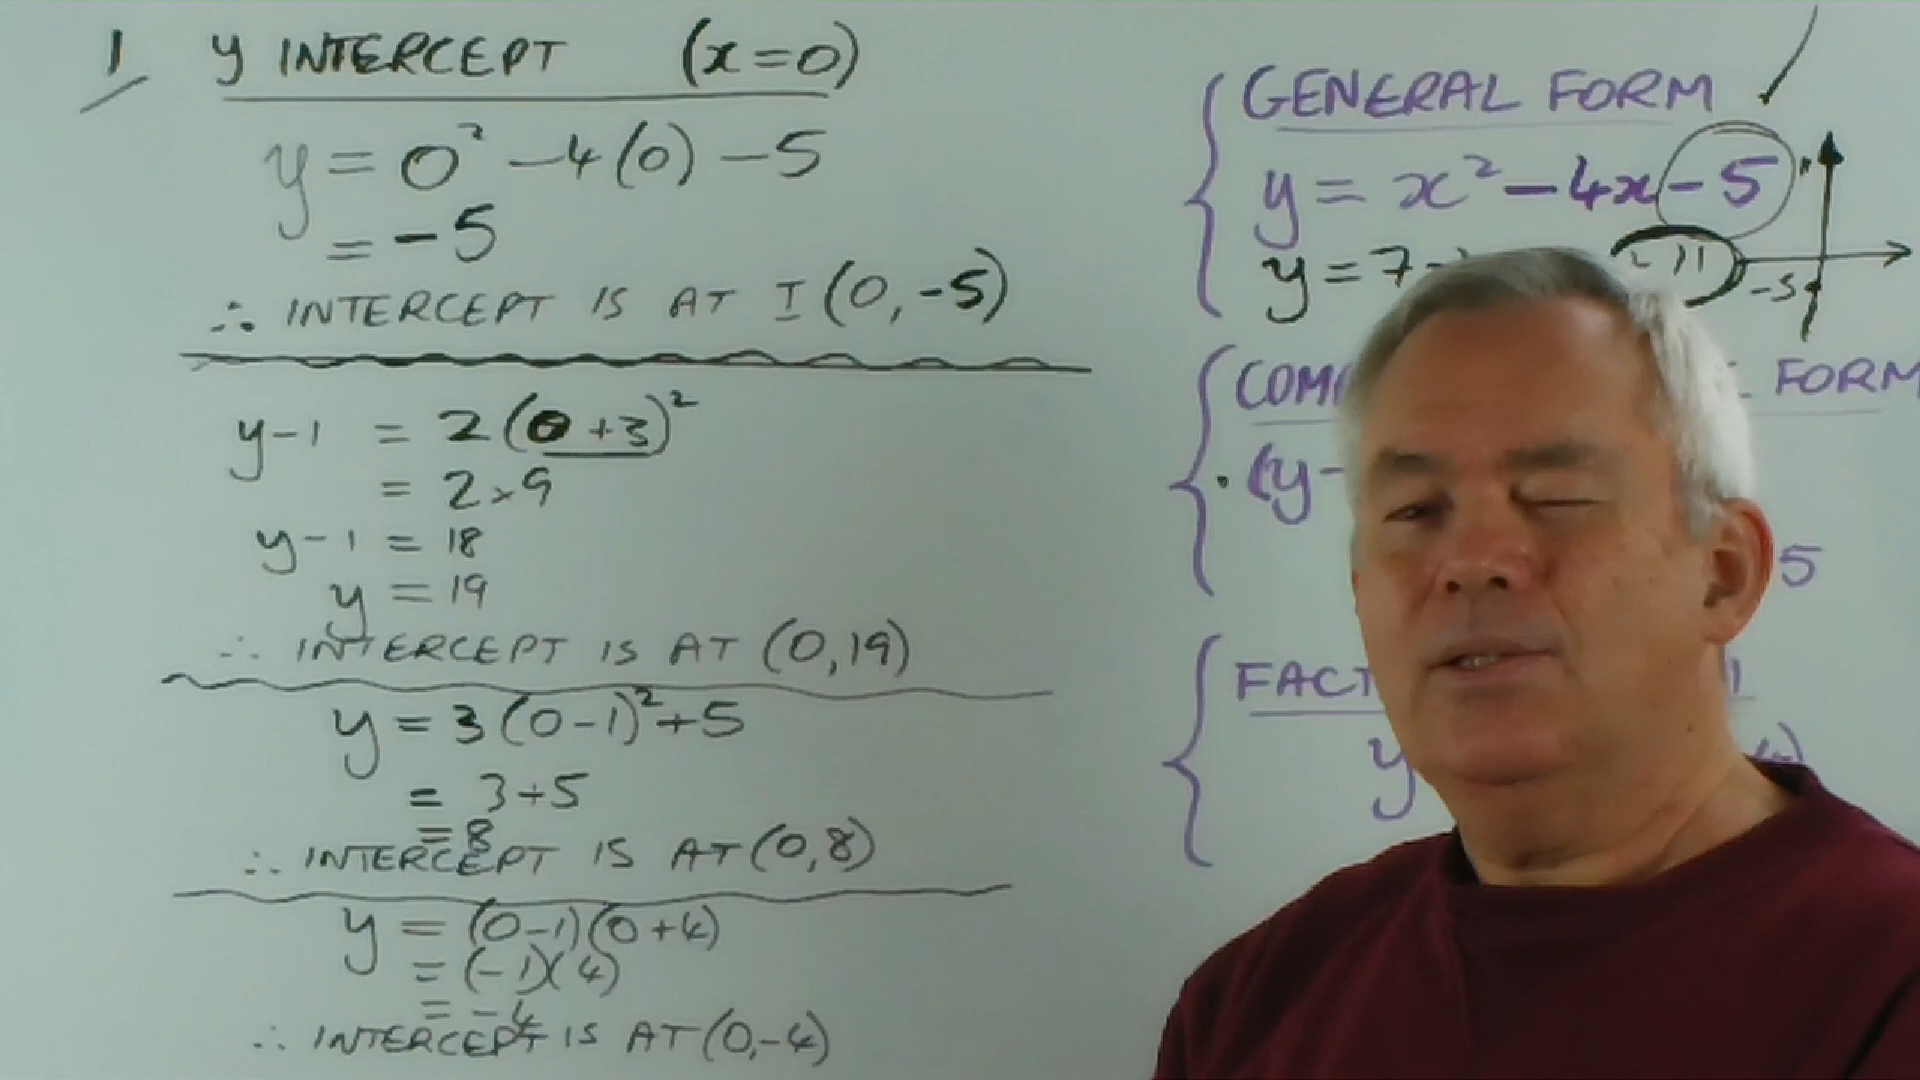 1 y INTERCEPT (x=0)
y = 0² -4(0) -5
= -5
∴ INTERCEPT IS AT I (0,-5)
y-1 = 2(0+3)²
= 2×9
y-1 = 18
y = 19
∴ INTERCEPT IS AT (0,19)
y = 3(0-1)²+5
= 3+5
= 8
∴ INTERCEPT IS AT (0,8)
y = (0-1)(0+4)
= (-1)(4)
= -4
∴ INTERCEPT IS AT (0,-4)
GENERAL FORM
y = x² -4x -5
y = 7- -11
-5
FORM
(y-
5
y 4)